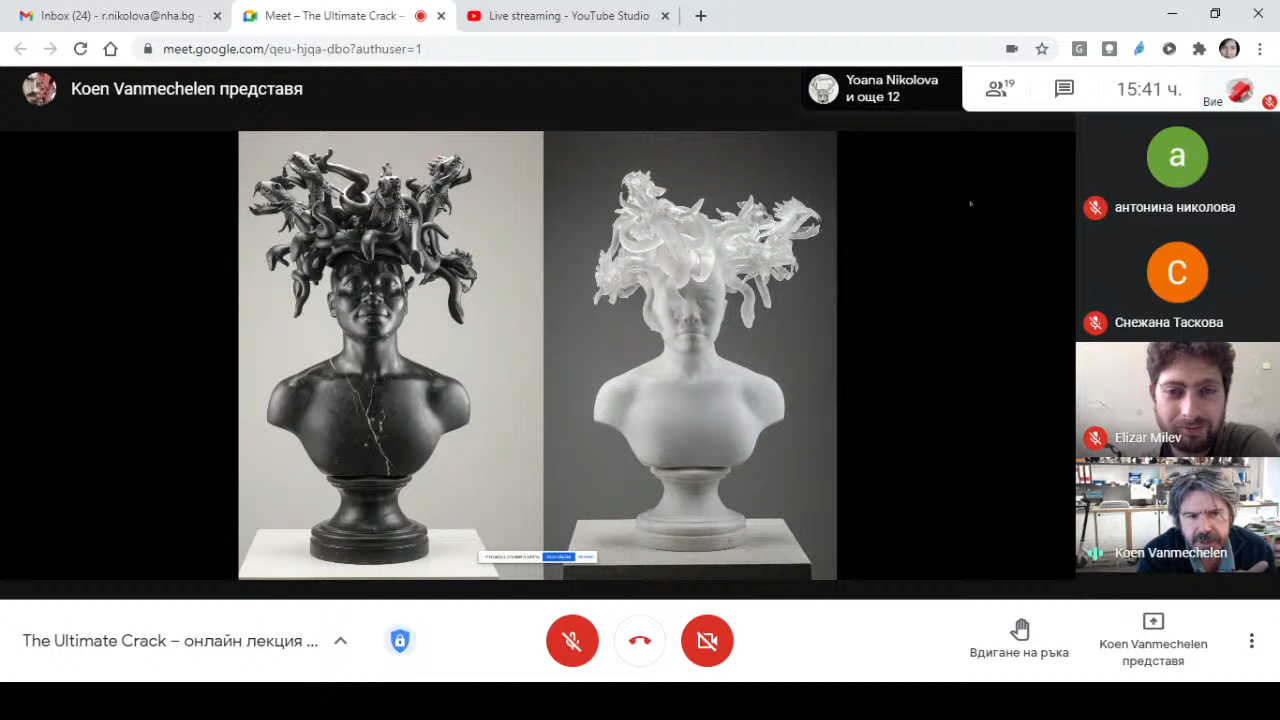 Inbox (24) - r.nikolova@nha.bg -
Meet – The Ultimate Crack –
Live streaming - YouTube Studio
meet.google.com/qeu-hjqa-dbo?authuser=1
Koen Vanmechelen представя
Yoana Nikolova
и още 12
19
15:41 ч.
Вие
a
антонина николова
С
Снежана Таскова
Elizar Milev
Koen Vanmechelen
The Ultimate Crack – онлайн лекция ...
Вдигане на ръка
Koen Vanmechelen
представя